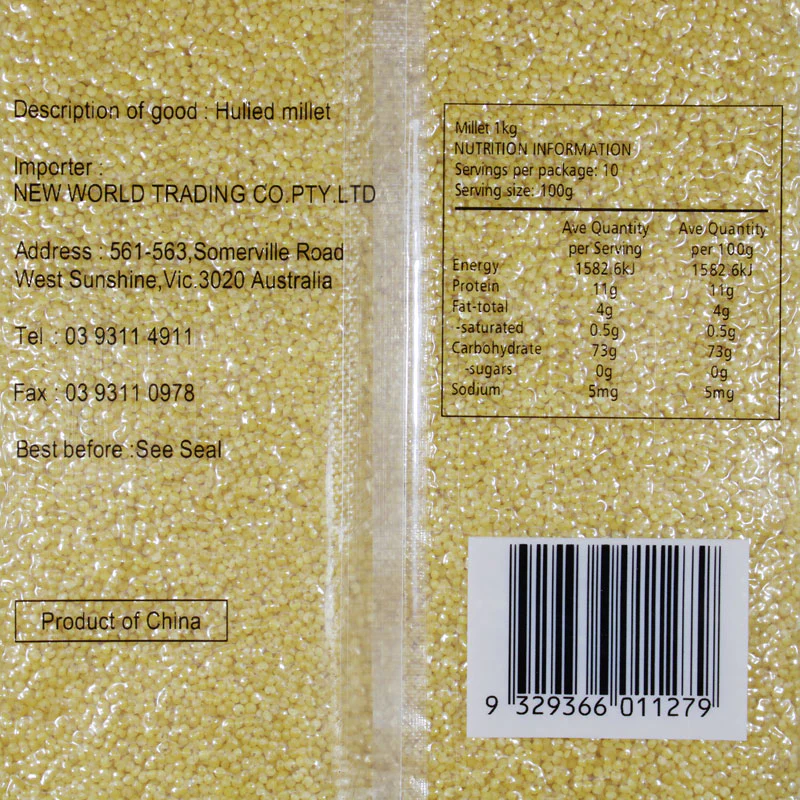 Description of good : Hulied millet
Importer :
NEW WORLD TRADING CO.PTY.LTD
Address : 561-563,Somerville Road
West Sunshine,Vic.3020 Australia
Tel : 03 9311 4911
Fax : 03 9311 0978
Best before :See Seal
Product of China
Millet 1kg
NUTRITION INFORMATION
Servings per package: 10
Serving size: 100g
Ave Quantity Ave Quantity
per Serving per 100g
Energy 1582.6kJ 1582.6kJ
Protein 11g 11g
Fat-total 4g 4g
-saturated 0.5g 0.5g
Carbohydrate 73g 73g
-sugars 0g 0g
Sodium 5mg 5mg
9 329366 011279